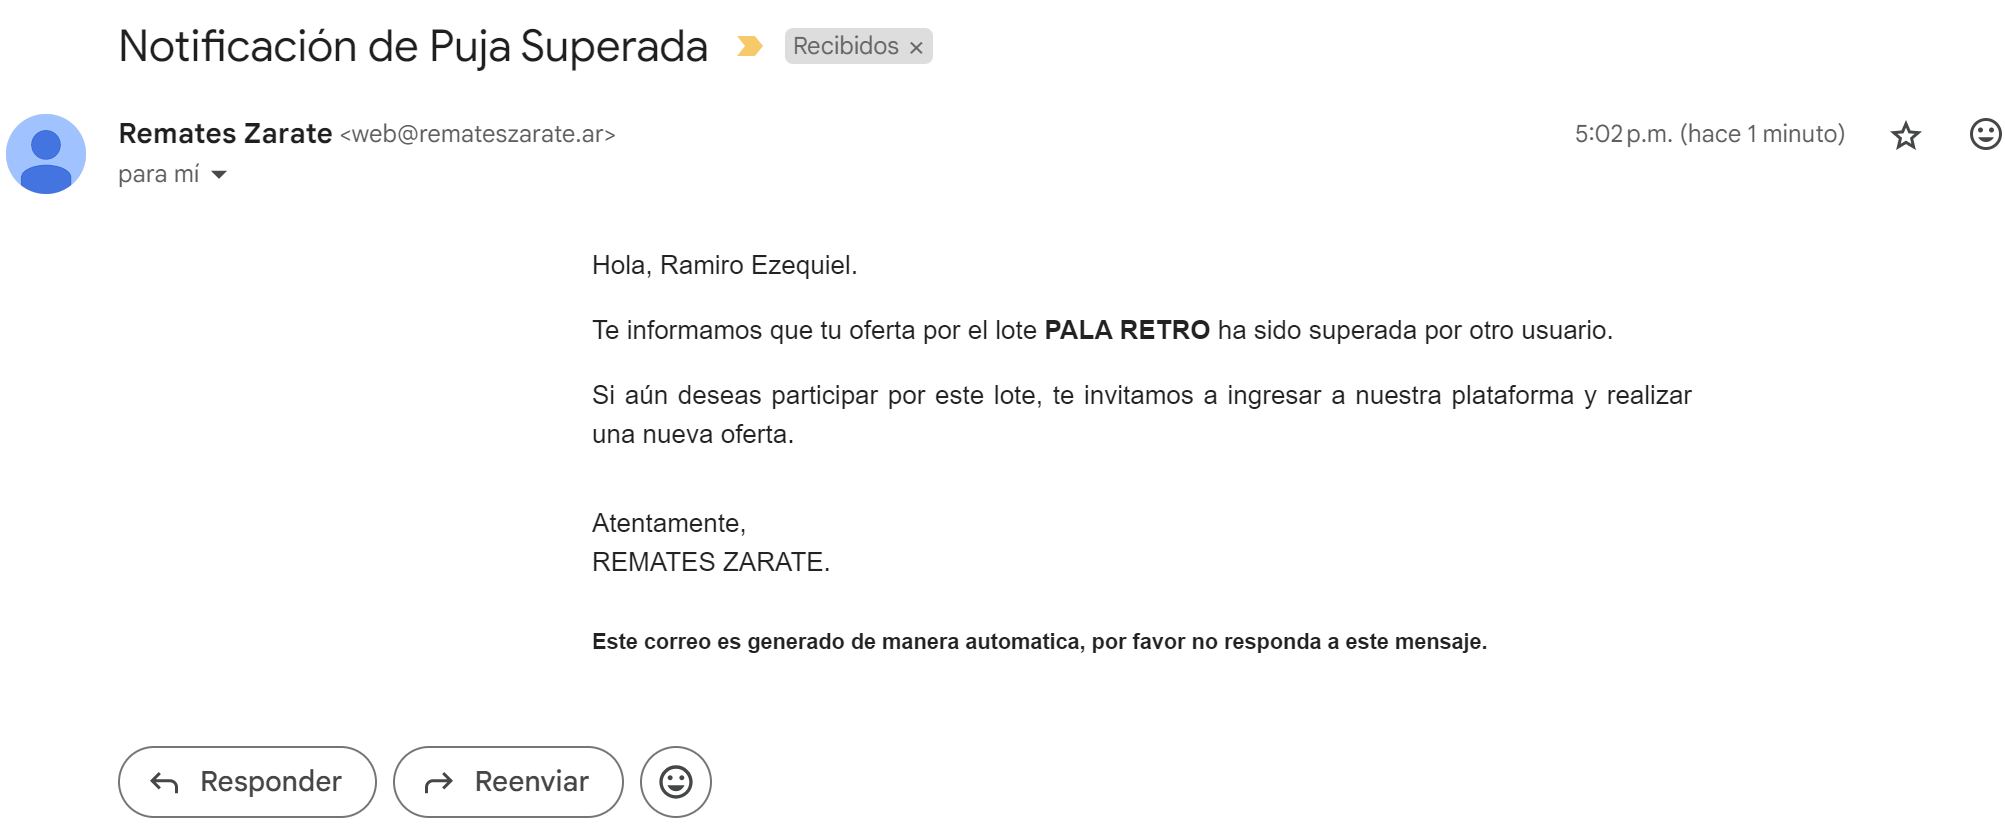 Notificación de Puja Superada
Recibidos ×
Remates Zarate <web@remateszarate.ar>
5:02 p.m. (hace 1 minuto)
para mí
Hola, Ramiro Ezequiel.
Te informamos que tu oferta por el lote PALA RETRO ha sido superada por otro usuario.
Si aún deseas participar por este lote, te invitamos a ingresar a nuestra plataforma y realizar
una nueva oferta.
Atentamente,
REMATES ZARATE.
Este correo es generado de manera automatica, por favor no responda a este mensaje.
Responder
Reenviar